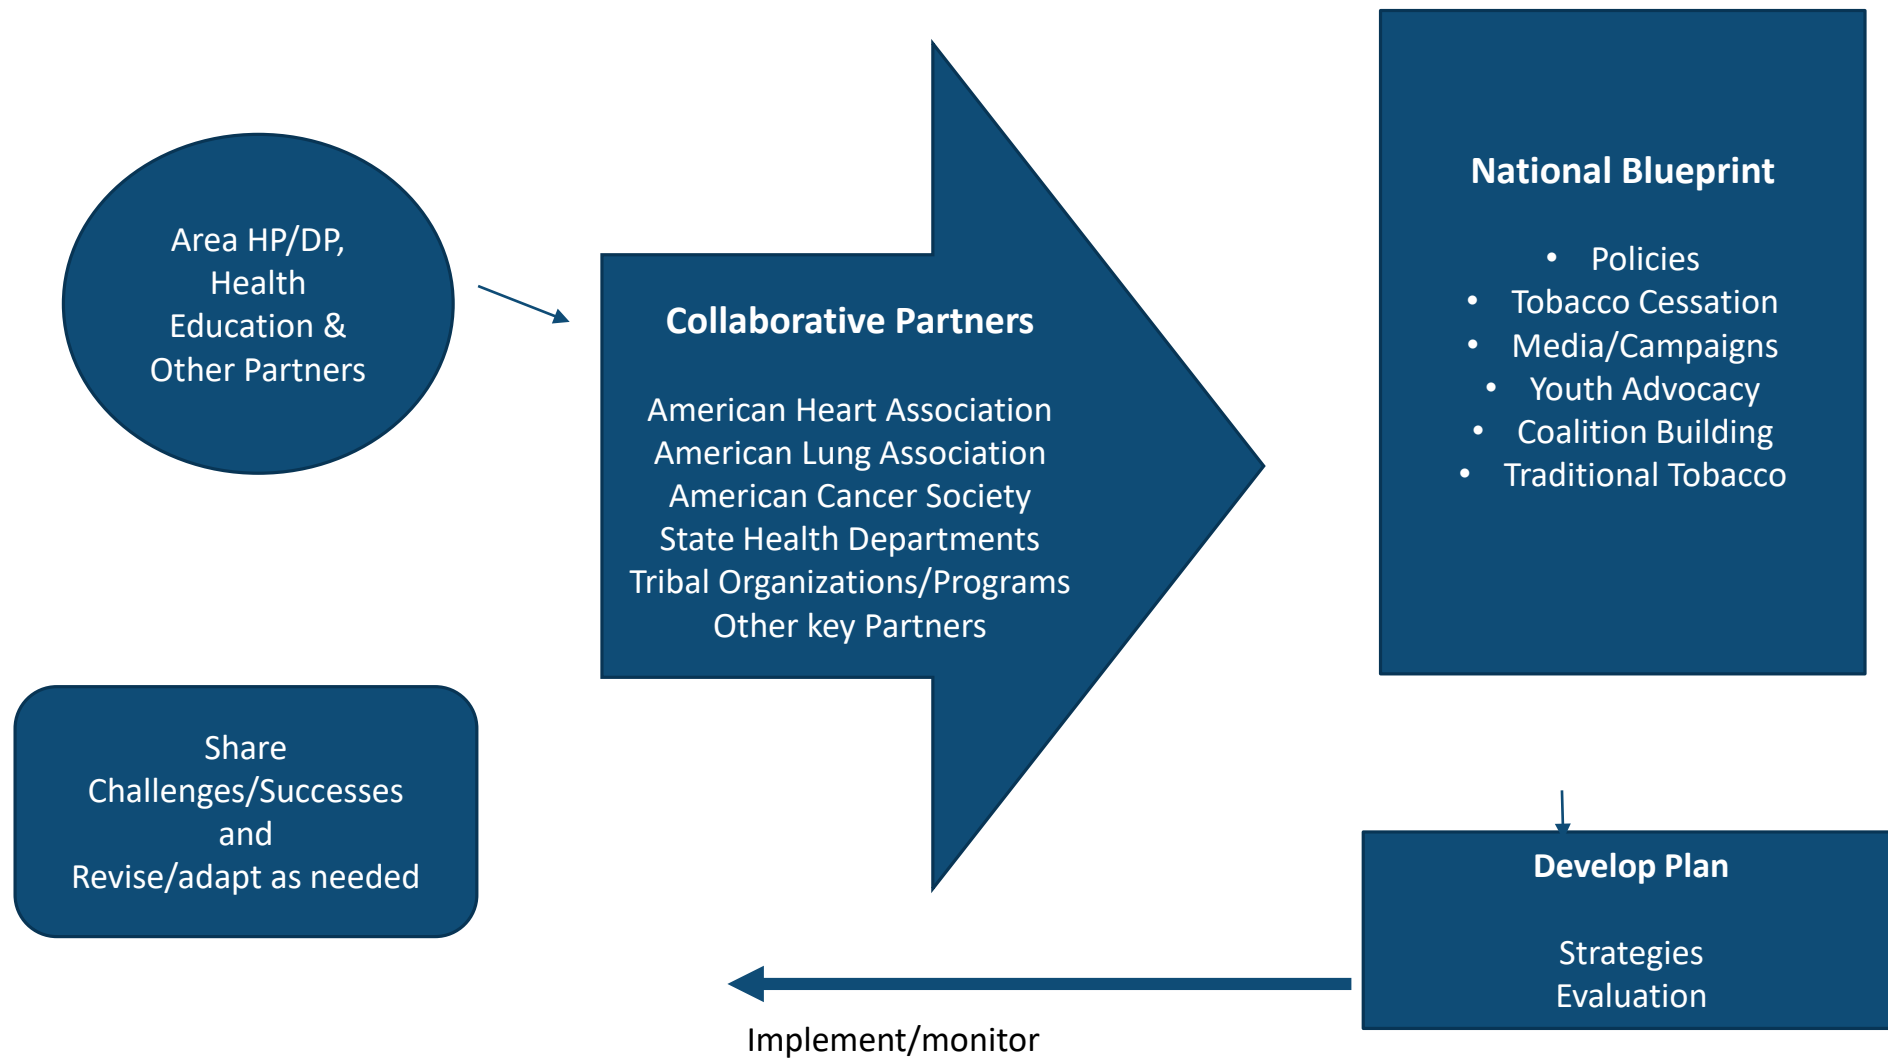 Area HP/DP,
Health
Education &
Other Partners
Collaborative Partners
American Heart Association
American Lung Association
American Cancer Society
State Health Departments
Tribal Organizations/Programs
Other key Partners
National Blueprint
• Policies
• Tobacco Cessation
• Media/Campaigns
• Youth Advocacy
• Coalition Building
• Traditional Tobacco
Develop Plan
Strategies
Evaluation
Implement/monitor
Share
Challenges/Successes
and
Revise/adapt as needed